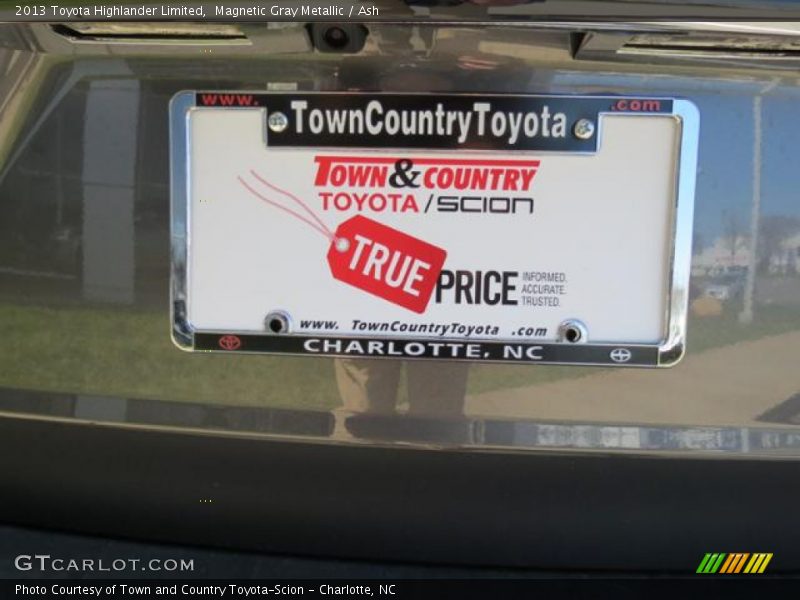 2013 Toyota Highlander Limited, Magnetic Gray Metallic / Ash
www. .com
TownCountryToyota
TOWN & COUNTRY
TOYOTA / SCION
TRUE PRICE
INFORMED.
ACCURATE.
TRUSTED.
www. TownCountryToyota .com
CHARLOTTE, NC
GTCARLOT.COM
Photo Courtesy of Town and Country Toyota-Scion - Charlotte, NC